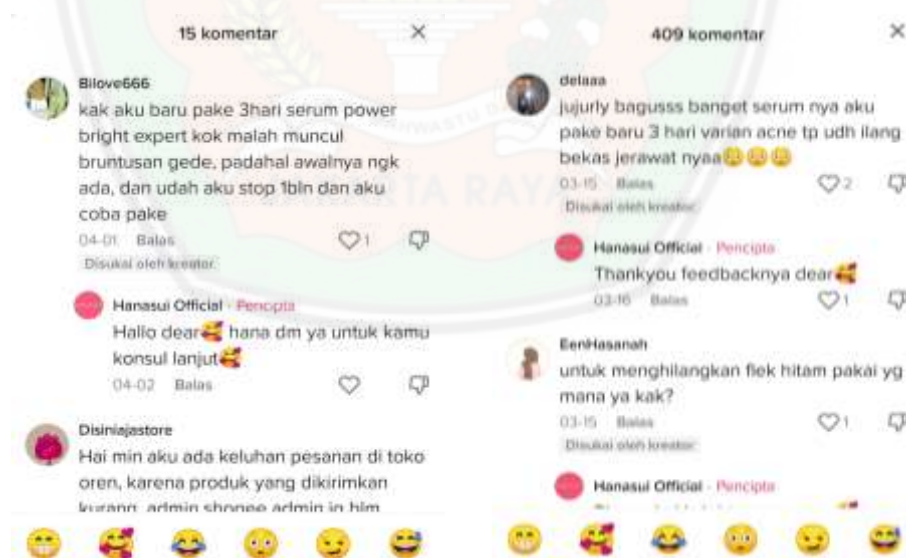 15 komentar
Bilove666
kak aku baru pake 3hari serum power
bright expert kok malah muncul
bruntusan gede, padahal awalnya ngk
ada, dan udah aku stop 1bln dan aku
coba pake
04-01 Balas
1
Disukai oleh kreator
Hanasui Official · Pencipta
Hallo dear🥰 hana dm ya untuk kamu
konsul lanjut🥰
04-02 Balas
Disiniajastore
Hai min aku ada keluhan pesanan di toko
oren, karena produk yang dikirimkan
kurang, admin shopee admin ig blm
409 komentar
delaaa
jujurly bagusss banget serum nya aku
pake baru 3 hari varian acne tp udh ilang
bekas jerawat nyaa😳😳😳
03-15 Balas
2
Disukai oleh kreator
Hanasui Official · Pencipta
Thankyou feedbacknya dear🥰
03-16 Balas
1
EenHasanah
untuk menghilangkan flek hitam pakai yg
mana ya kak?
03-15 Balas
1
Disukai oleh kreator
Hanasui Official · Pencipta